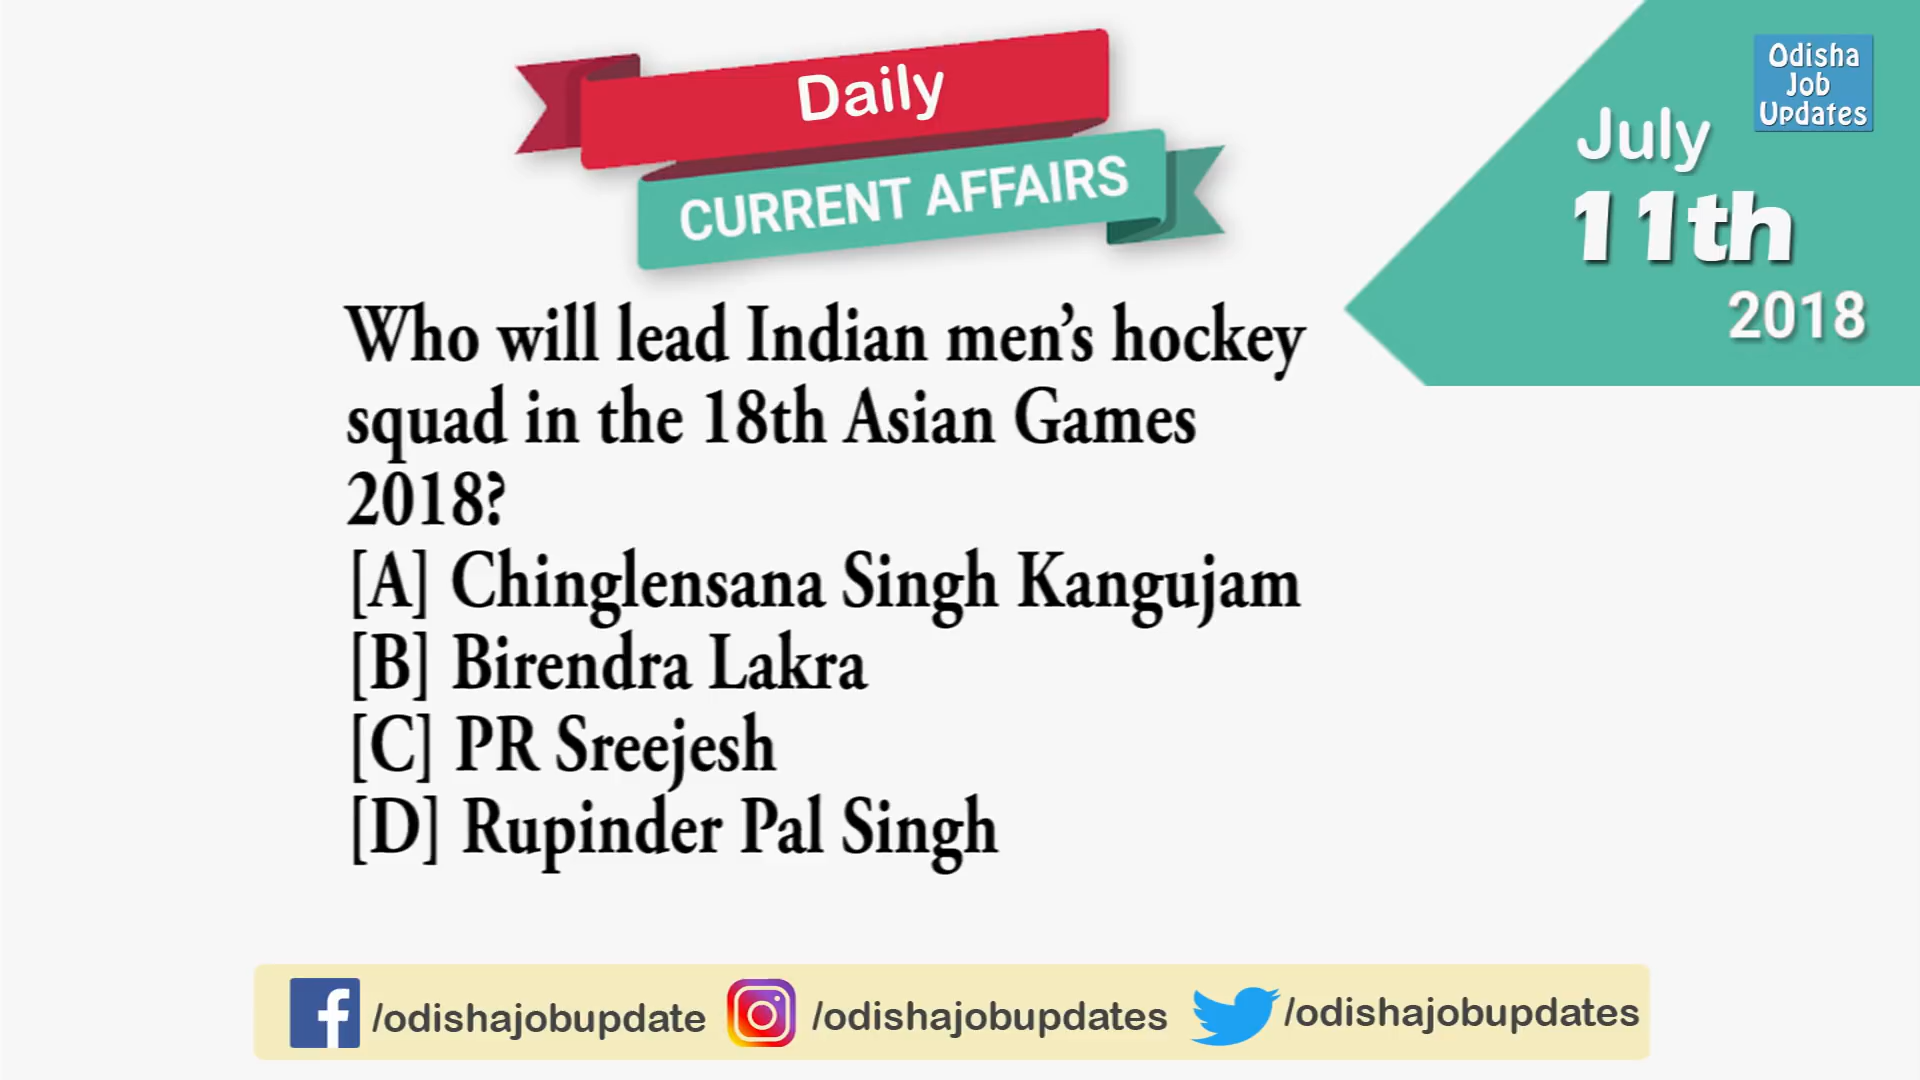 Daily
CURRENT AFFAIRS
Odisha
Job
Updates
July
11th
2018
Who will lead Indian men’s hockey
squad in the 18th Asian Games
2018?
[A] Chinglensana Singh Kangujam
[B] Birendra Lakra
[C] PR Sreejesh
[D] Rupinder Pal Singh
/odishajobupdate /odishajobupdates /odishajobupdates